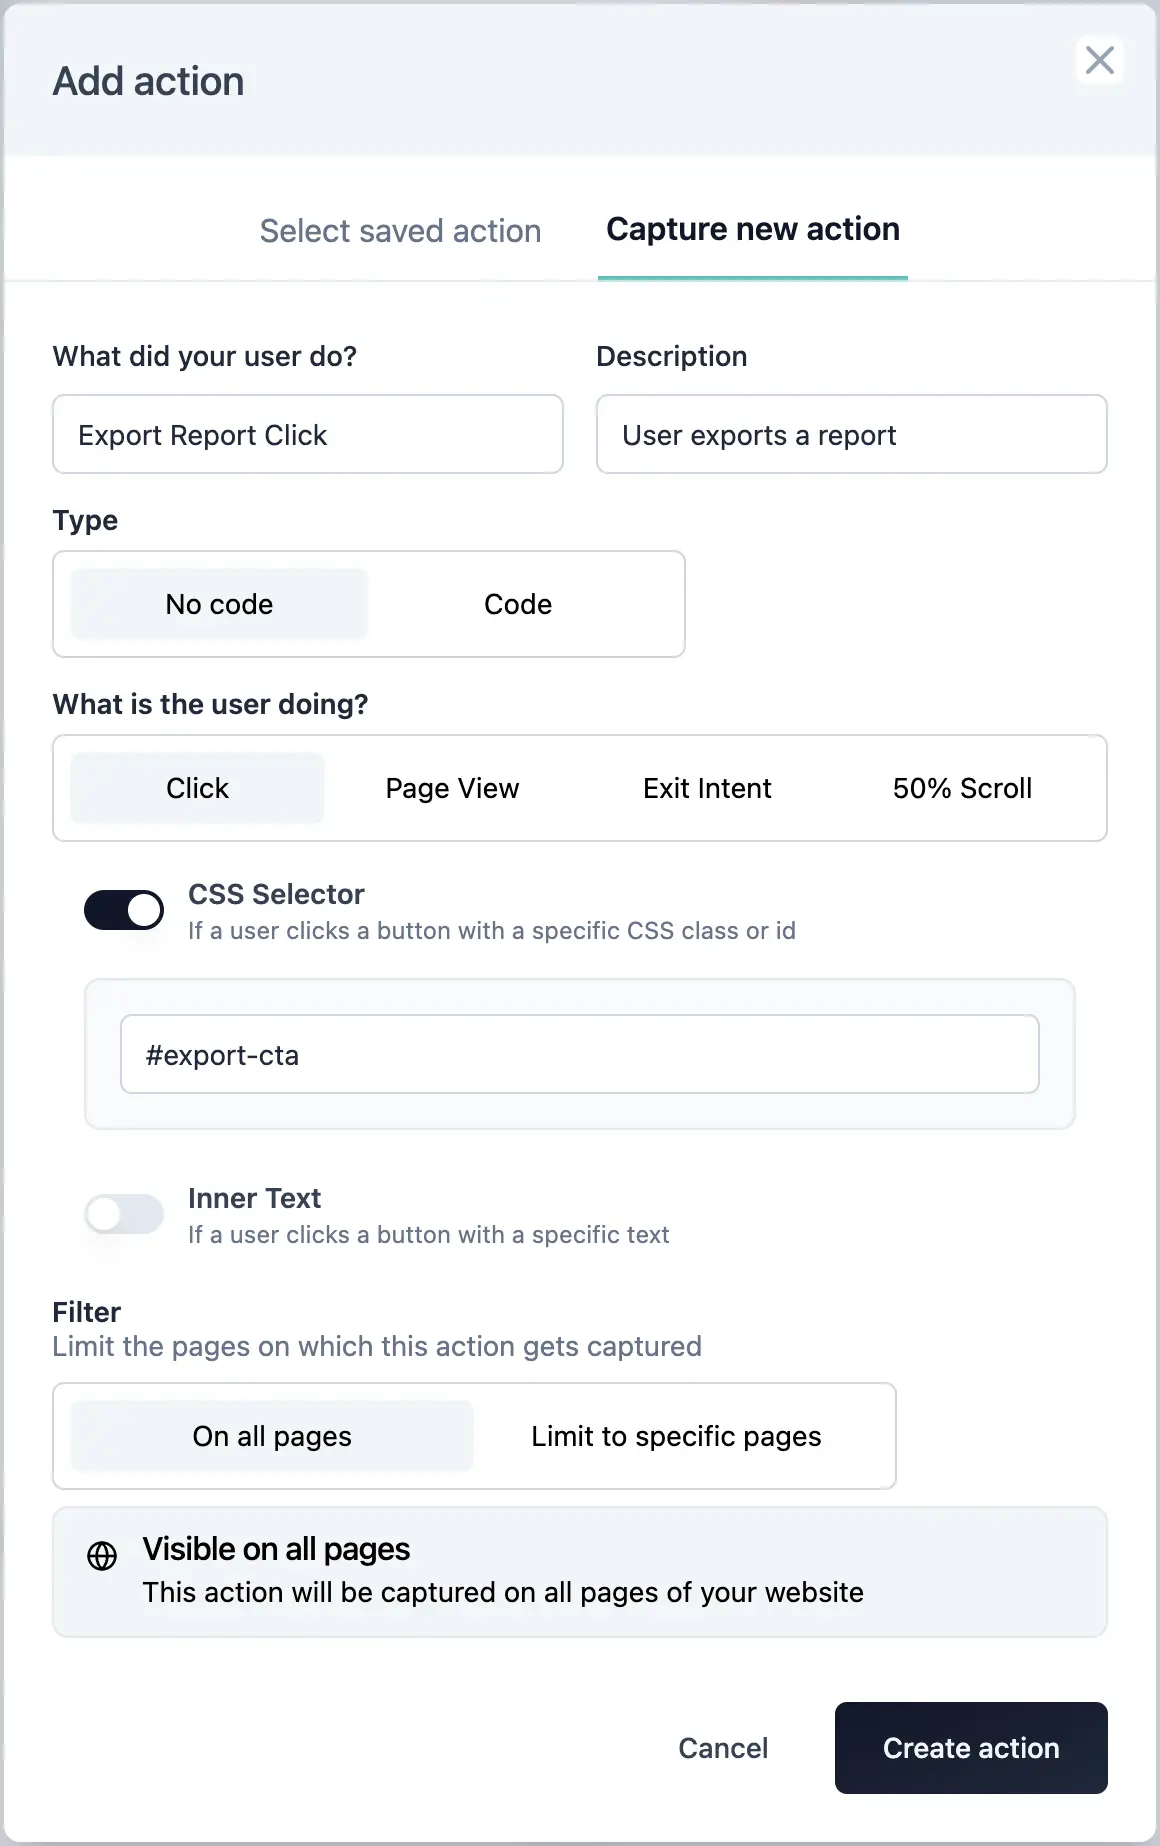 Add action
Select saved action
Capture new action
What did your user do?
Description
Export Report Click
User exports a report
Type
No code
Code
What is the user doing?
Click
Page View
Exit Intent
50% Scroll
CSS Selector
If a user clicks a button with a specific CSS class or id
#export-cta
Inner Text
If a user clicks a button with a specific text
Filter
Limit the pages on which this action gets captured
On all pages
Limit to specific pages
Visible on all pages
This action will be captured on all pages of your website
Cancel
Create action